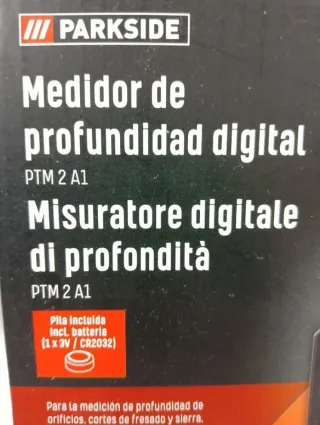 PARKSIDE
Medidor de
profundidad digital
PTM 2 A1
Misuratore digitale
di profondità
PTM 2 A1
Pila incluida
Incl. batteria
(1 x 3V / CR2032)
Para la medición de profundidad de
orificios, cortes de fresado y sierra,